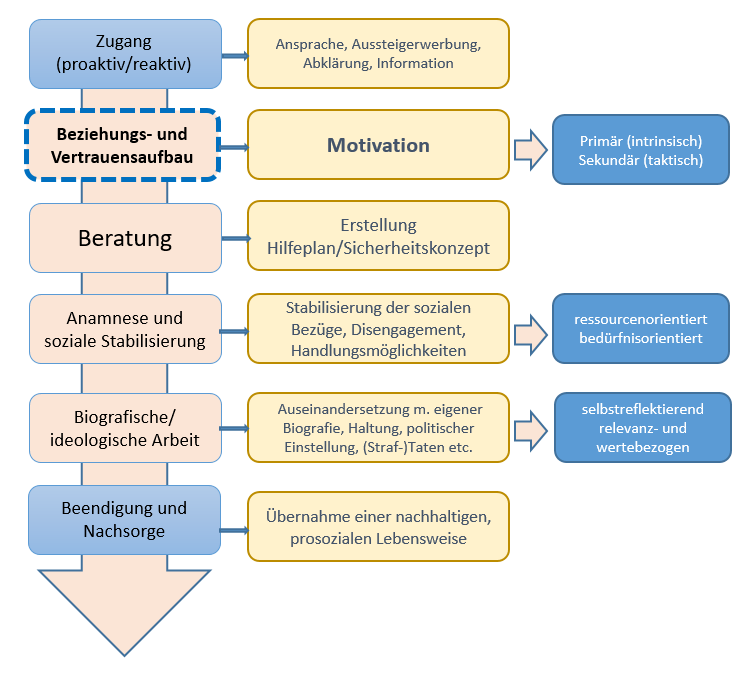 Zugang
(proaktiv/reaktiv)
Ansprache, Aussteigerwerbung,
Abklärung, Information
Beziehungs- und
Vertrauensaufbau
Motivation
Primär (intrinsisch)
Sekundär (taktisch)
Beratung
Erstellung
Hilfeplan/Sicherheitskonzept
Anamnese und
soziale Stabilisierung
Stabilisierung der sozialen
Bezüge, Disengagement,
Handlungsmöglichkeiten
ressourcenorientiert
bedürfnisorientiert
Biografische/
ideologische Arbeit
Auseinandersetzung m. eigener
Biografie, Haltung, politischer
Einstellung, (Straf-)Taten etc.
selbstreflektierend
relevanz- und
wertebezogen
Beendigung und
Nachsorge
Übernahme einer nachhaltigen,
prosozialen Lebensweise